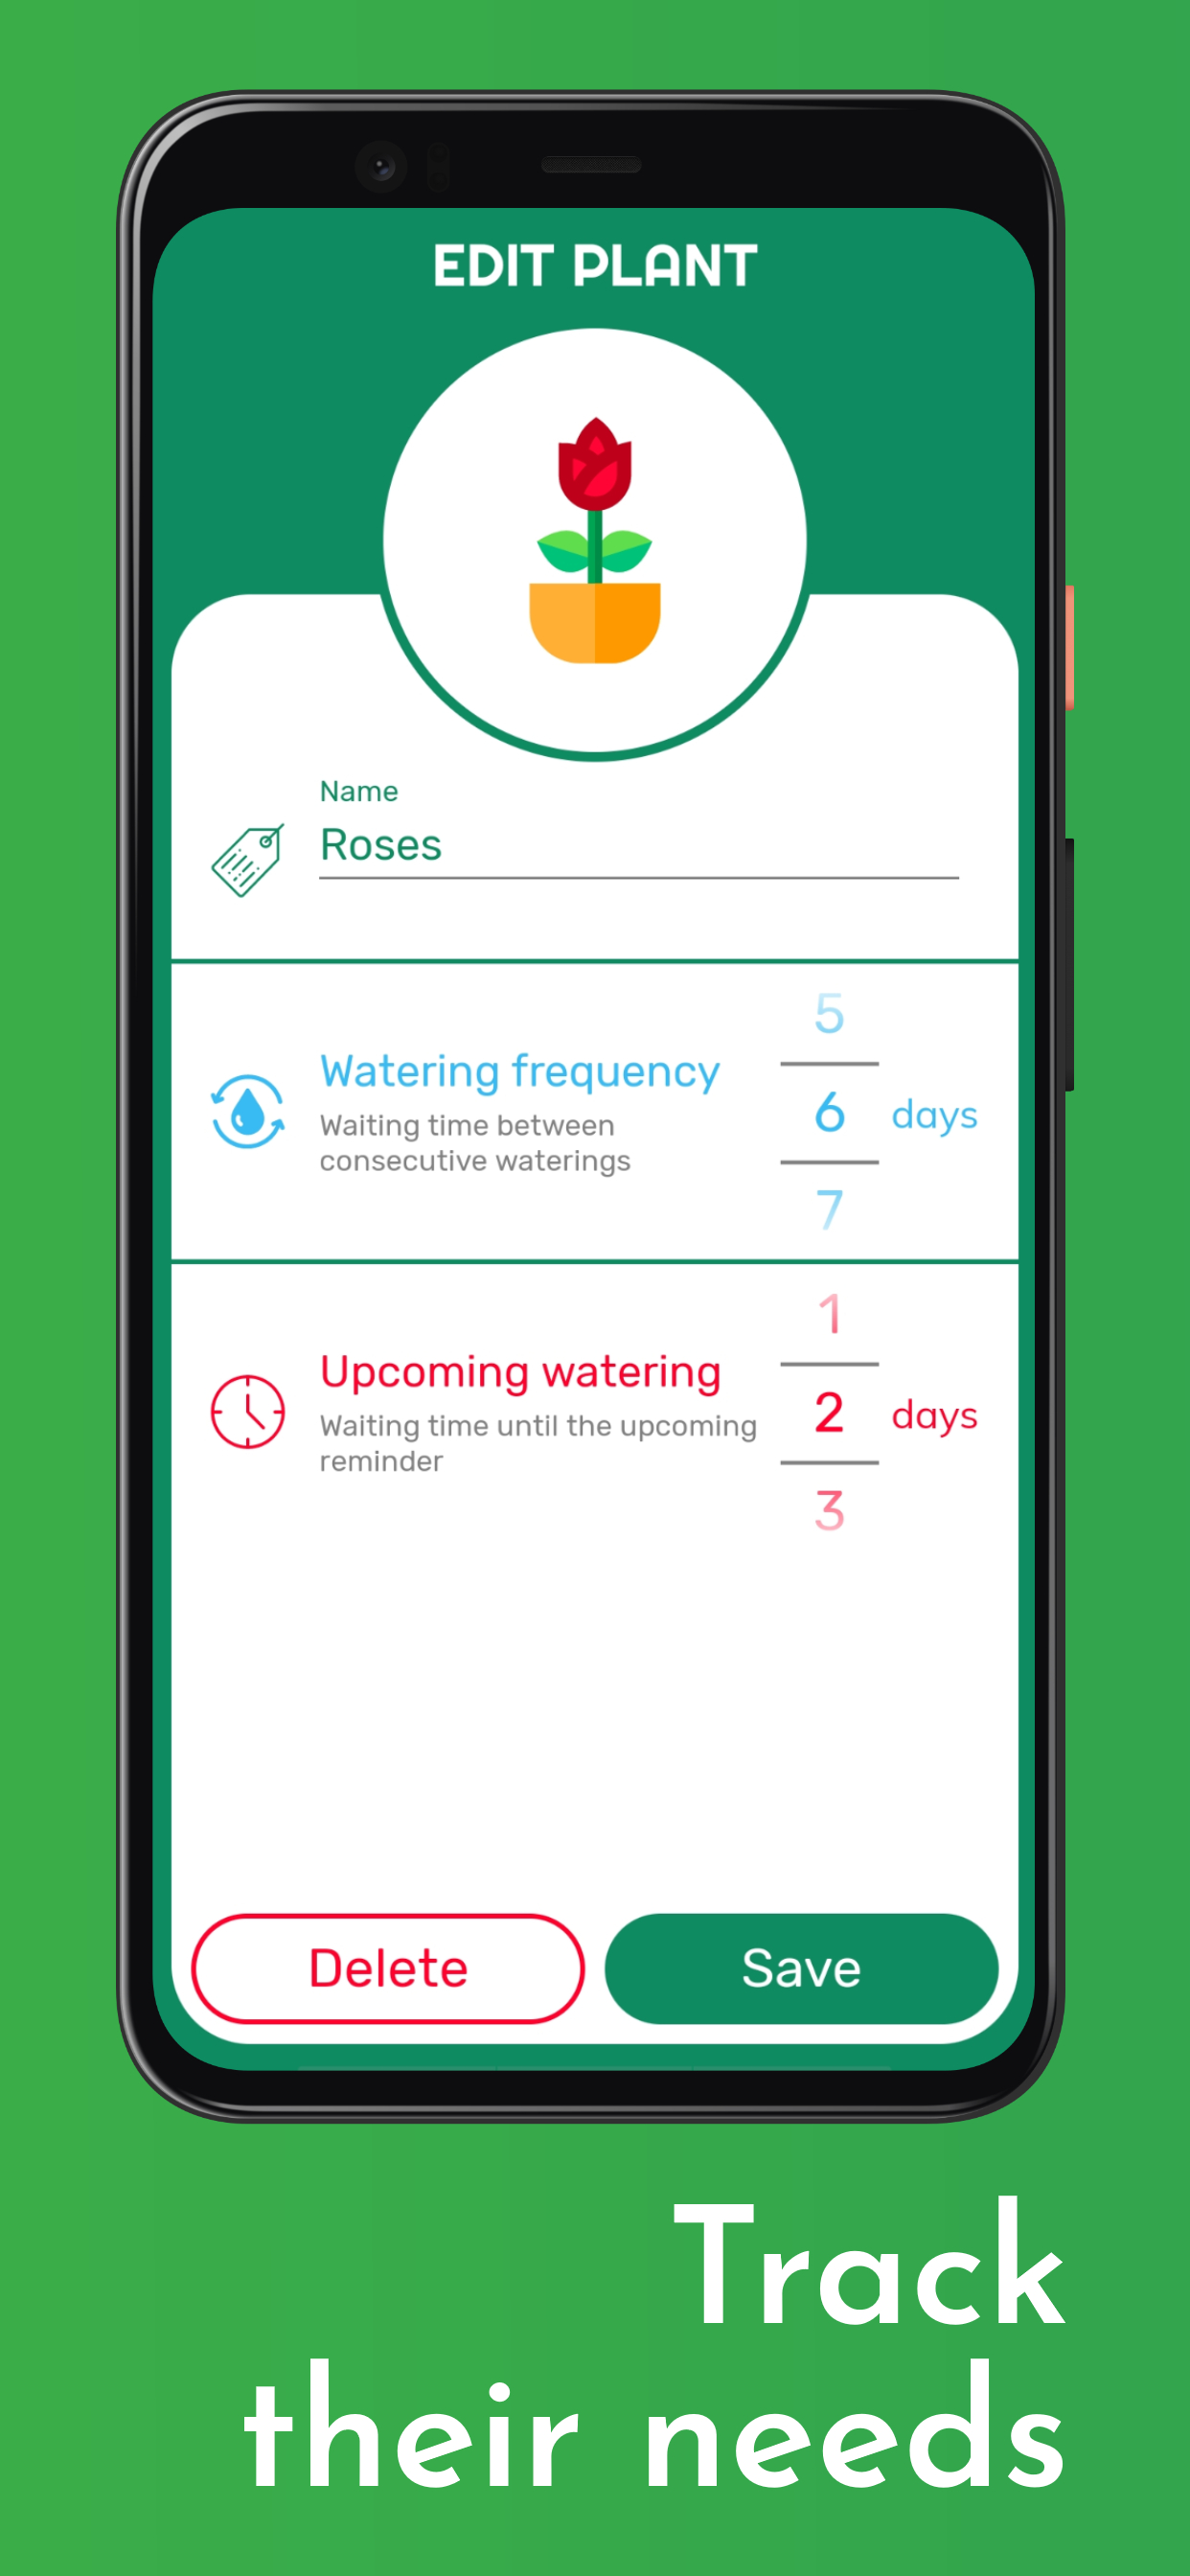 EDIT PLANT
Name
Roses
5
Watering frequency
6 days
Waiting time between
consecutive waterings
7
1
Upcoming watering
2 days
Waiting time until the upcoming
reminder
3
Delete
Save
Track
their needs